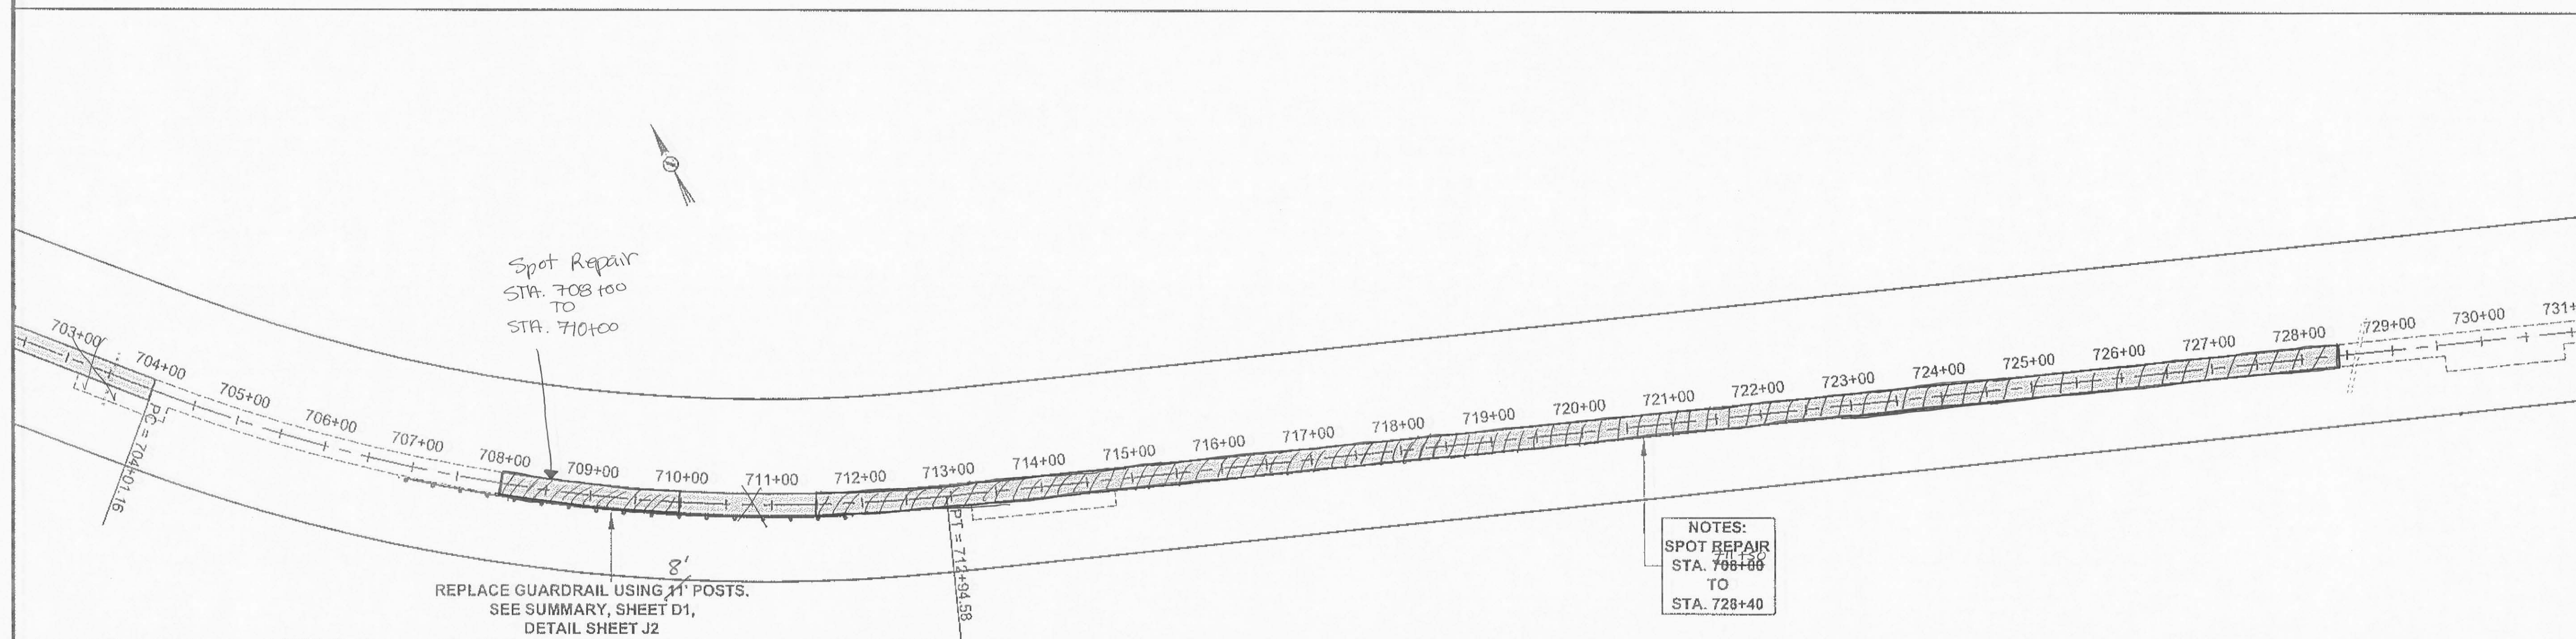 Spot Repair
STA. 708+00
TO
STA. 710+00
703+00
704+00
705+00
706+00
707+00
708+00
709+00
710+00
711+00
712+00
713+00
714+00
715+00
716+00
717+00
718+00
719+00
720+00
721+00
722+00
723+00
724+00
725+00
726+00
727+00
728+00
729+00
730+00
731+
PC = 704+01.16
PT = 712+94.58
8'
REPLACE GUARDRAIL USING 11' POSTS.
SEE SUMMARY, SHEET D1,
DETAIL SHEET J2
NOTES:
SPOT REPAIR
711+50
STA. 708+00
TO
STA. 728+40